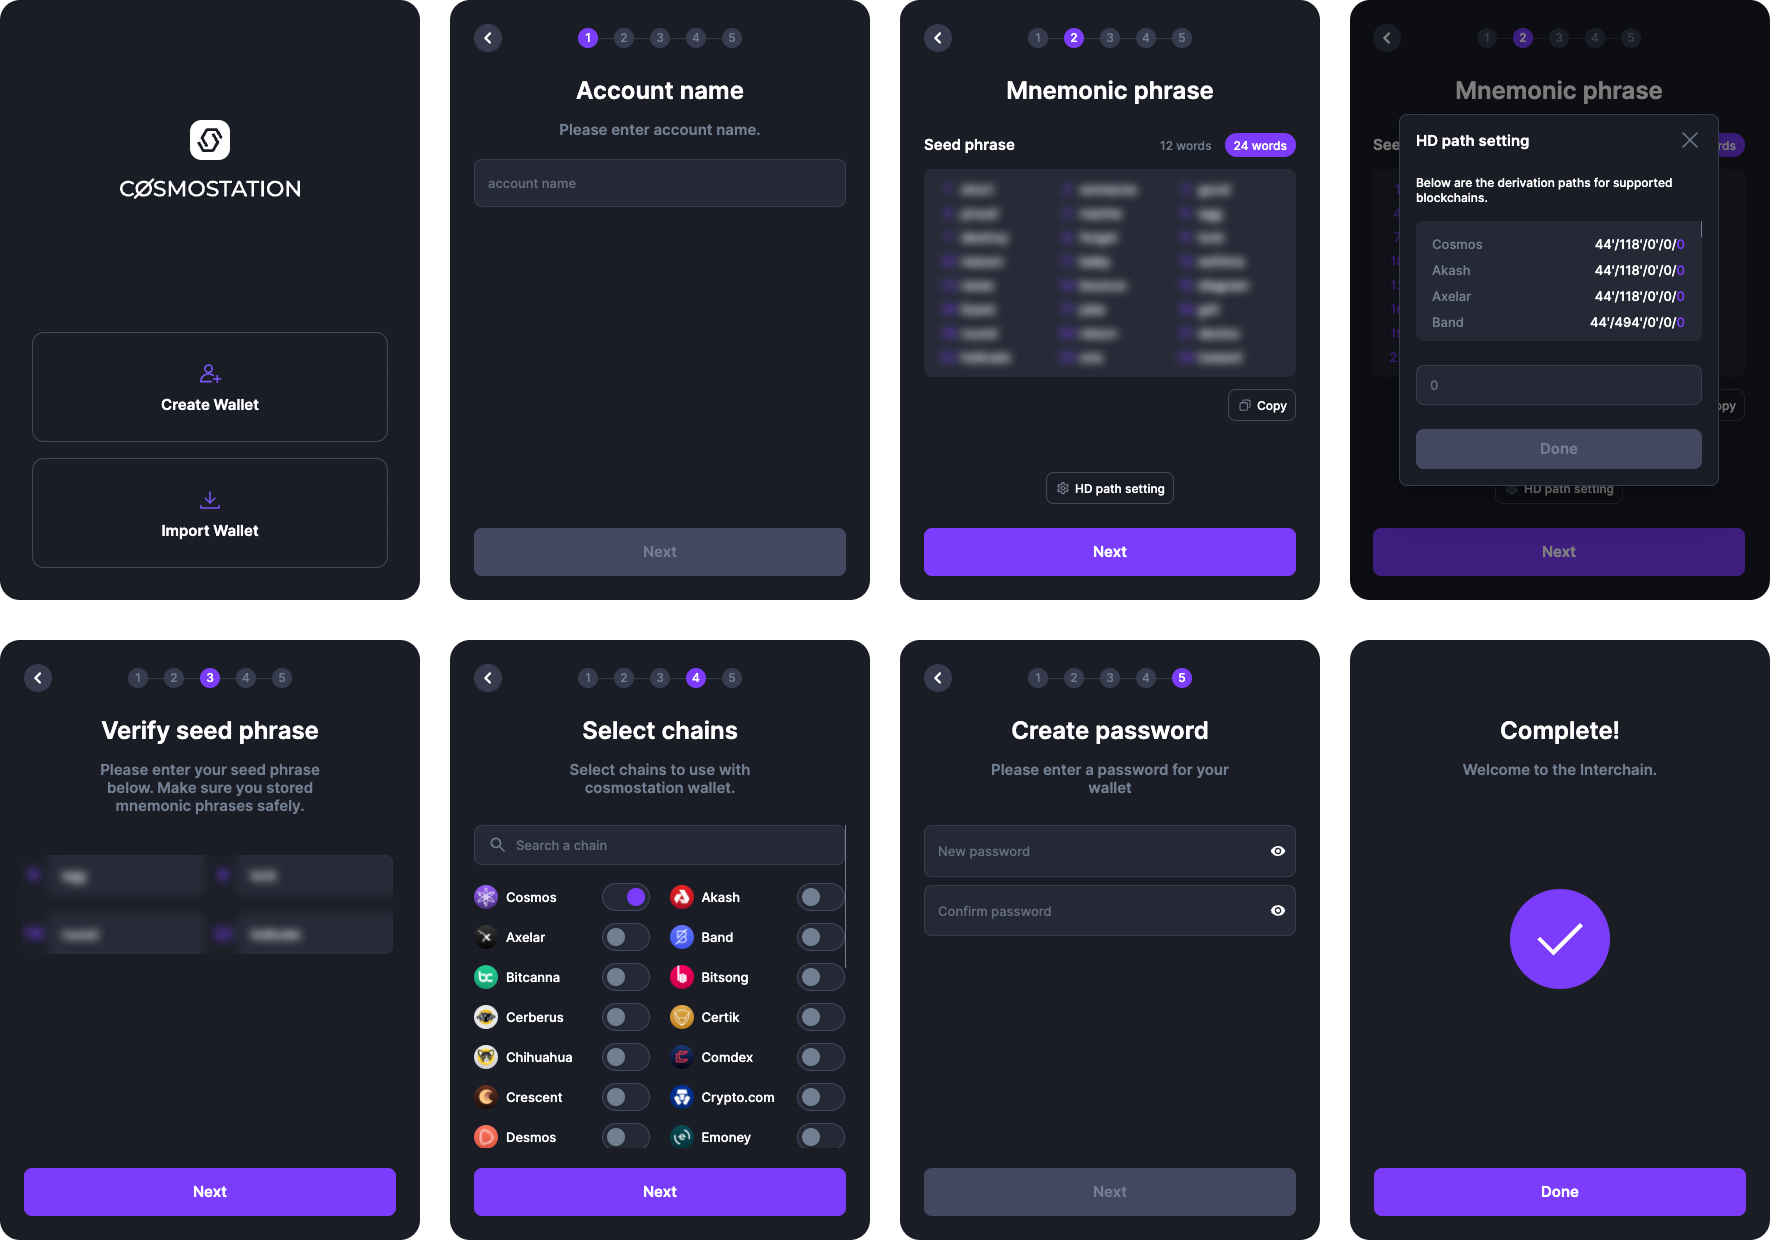 COSMOSTATION
Create Wallet
Import Wallet
1 2 3 4 5
Account name
Please enter account name.
account name
Next
1 2 3 4 5
Mnemonic phrase
Seed phrase 12 words 24 words
Copy
HD path setting
Next
1 2 3 4 5
Mnemonic phrase
HD path setting
Below are the derivation paths for supported
blockchains.
Cosmos 44'/118'/0'/0/0
Akash 44'/118'/0'/0/0
Axelar 44'/118'/0'/0/0
Band 44'/494'/0'/0/0
0
Done
HD path setting
Next
1 2 3 4 5
Verify seed phrase
Please enter your seed phrase
below. Make sure you stored
mnemonic phrases safely.
Next
1 2 3 4 5
Select chains
Select chains to use with
cosmostation wallet.
Search a chain
Cosmos Akash
Axelar Band
Bitcanna Bitsong
Cerberus Certik
Chihuahua Comdex
Crescent Crypto.com
Desmos Emoney
Next
1 2 3 4 5
Create password
Please enter a password for your
wallet
New password
Confirm password
Next
Complete!
Welcome to the Interchain.
Done